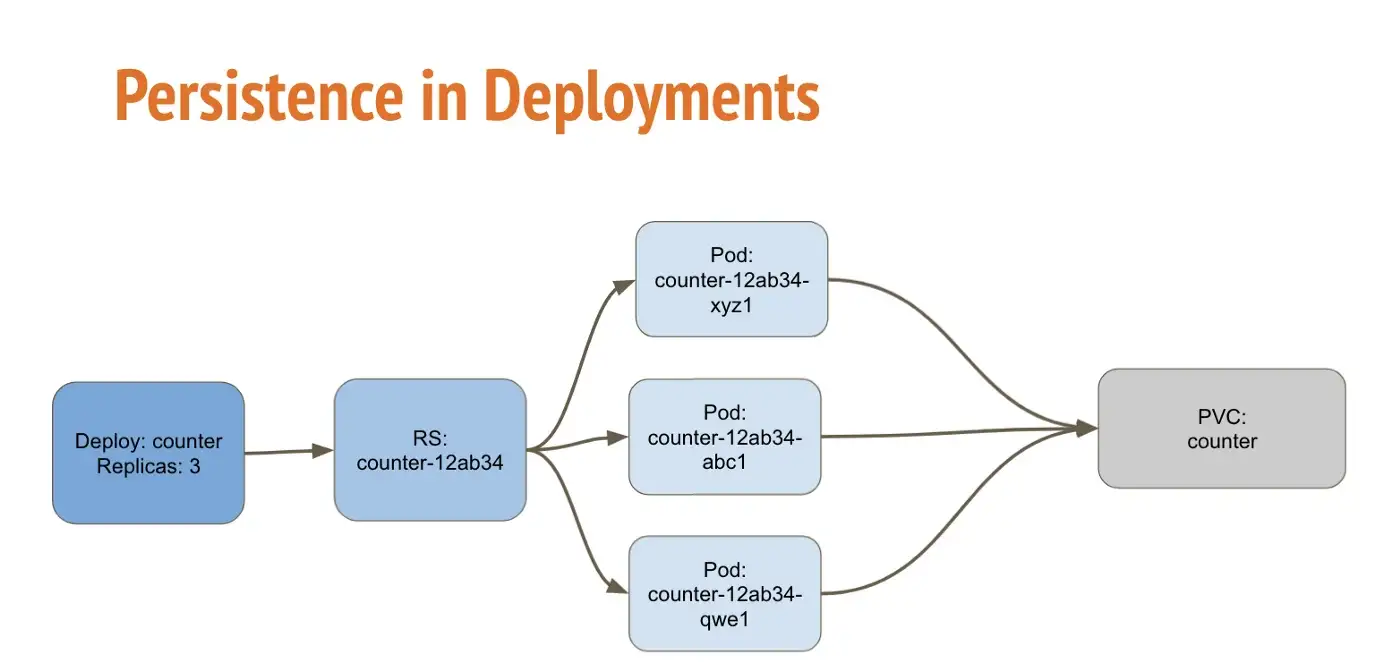 Persistence in Deployments
Deploy: counter
Replicas: 3
RS:
counter-12ab34
Pod:
counter-12ab34-
xyz1
Pod:
counter-12ab34-
abc1
Pod:
counter-12ab34-
qwe1
PVC:
counter